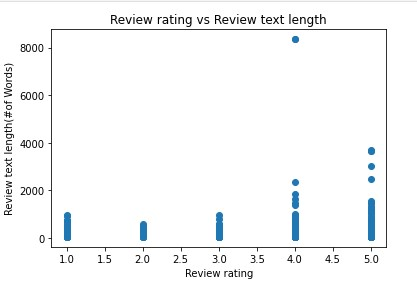 Review rating vs Review text length
Review text length(#of Words)
8000
6000
4000
2000
0
1.0 1.5 2.0 2.5 3.0 3.5 4.0 4.5 5.0
Review rating